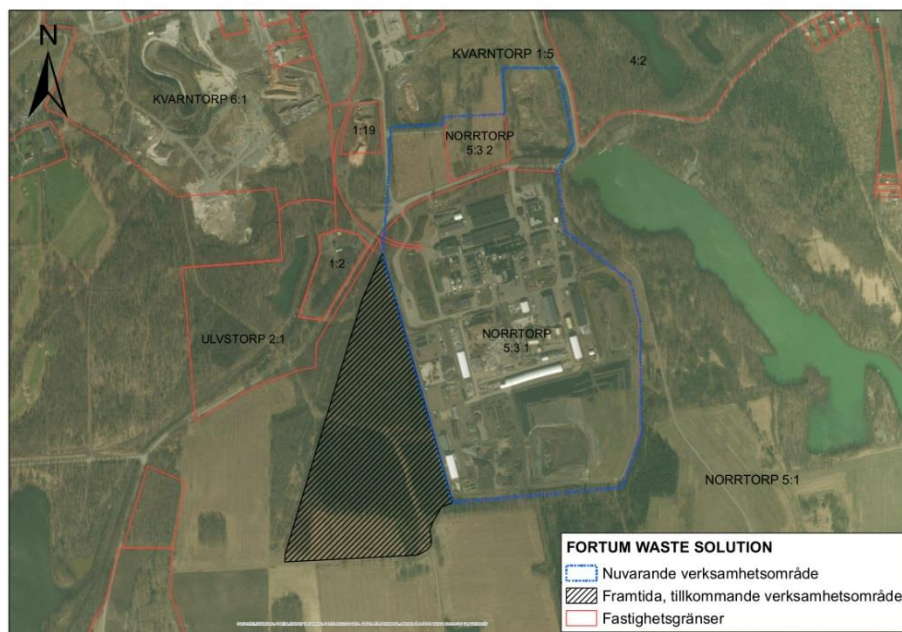 N
KVARNTORP 1:5
4:2
KVARNTORP 6:1
1:19
NORRTORP
5:3 2
1:2
ULVSTORP 2:1
NORRTORP
5:3 1
NORRTORP 5:1
FORTUM WASTE SOLUTION
Nuvarande verksamhetsområde
Framtida, tillkommande verksamhetsområde
Fastighetsgränser